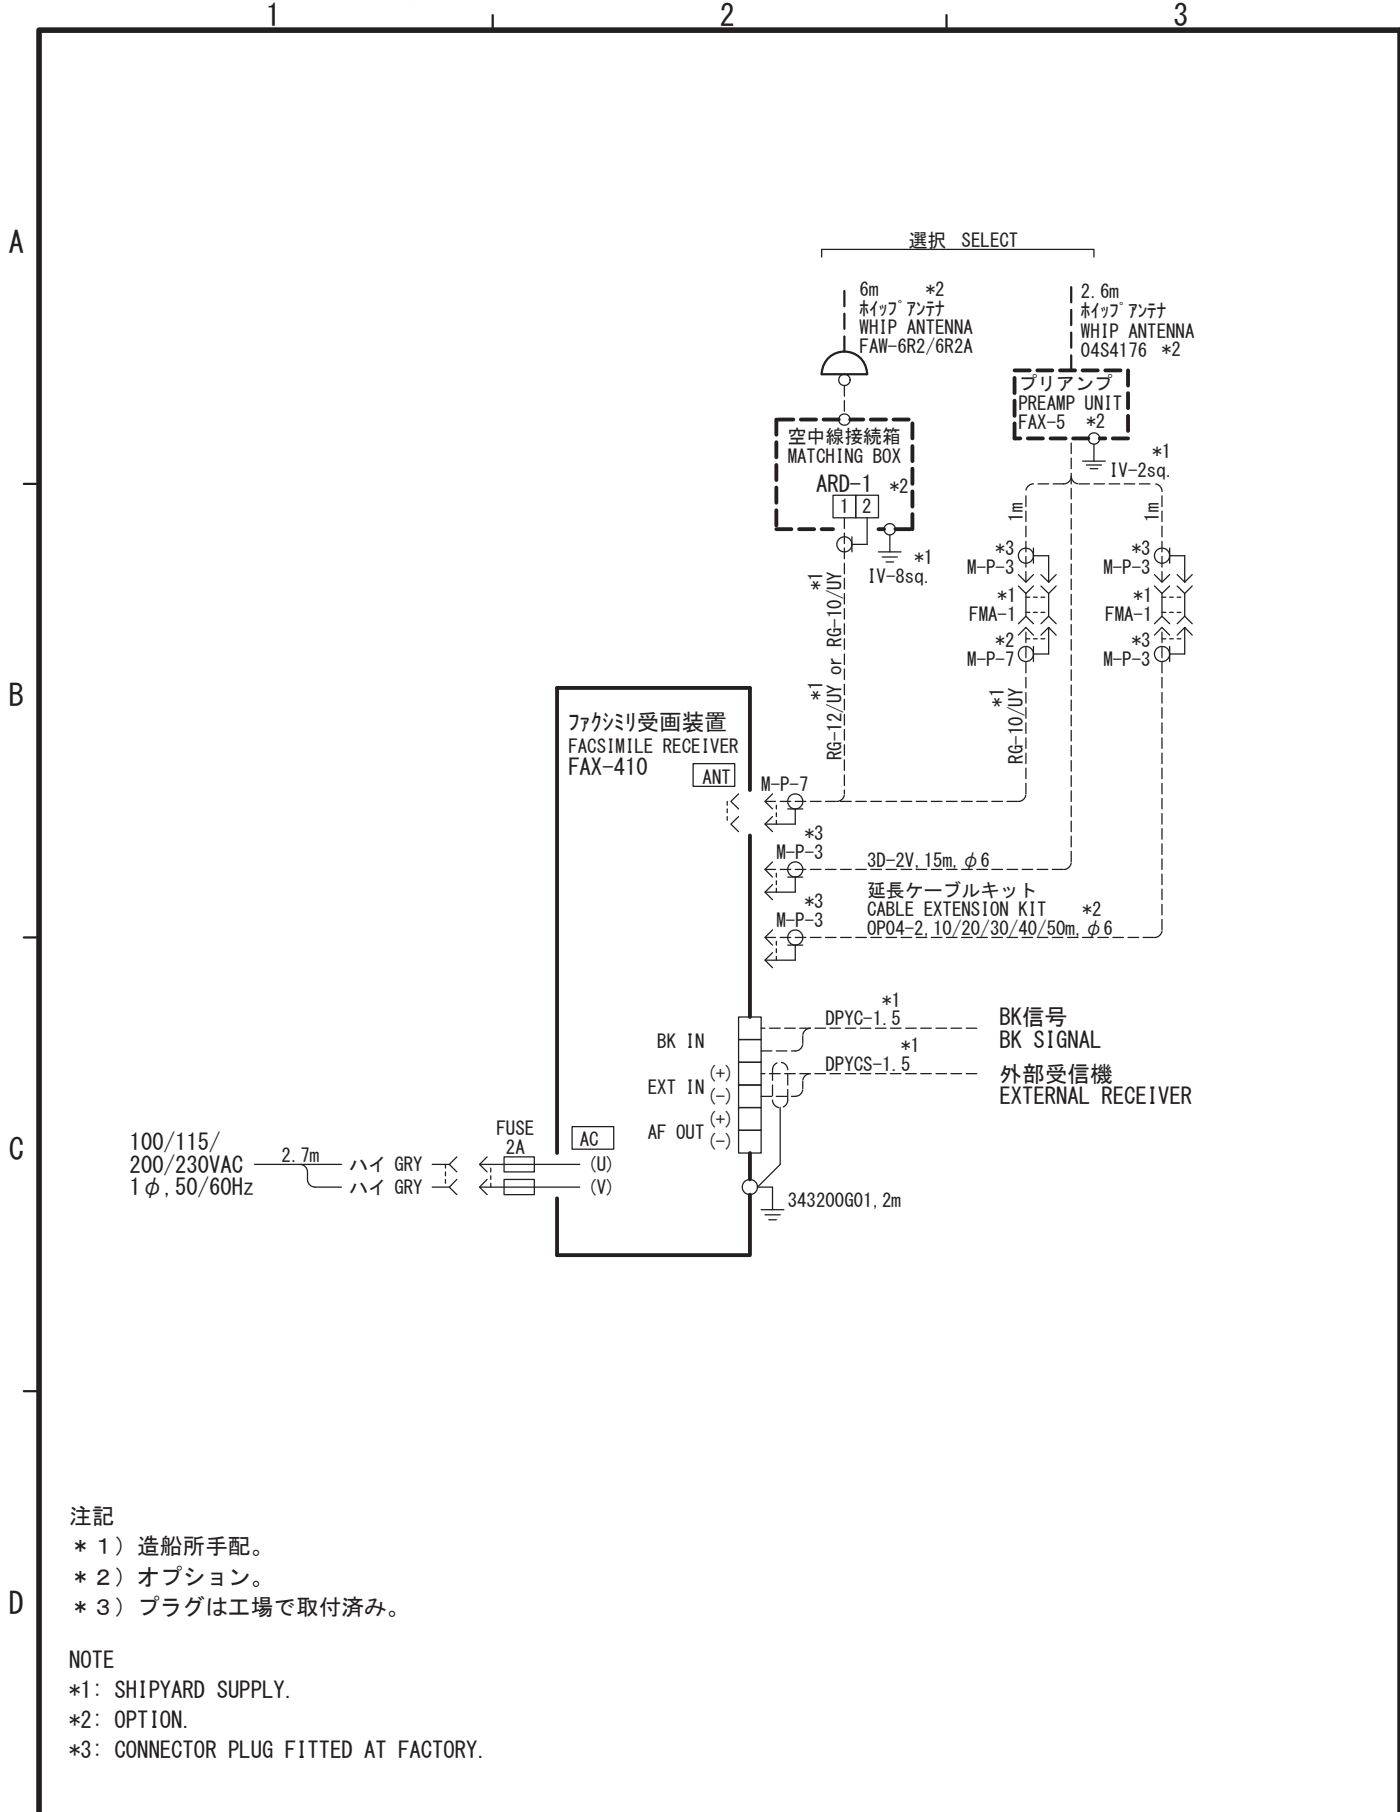 1
2
3
A
B
C
D
選択 SELECT
6m *2
ホイップアンテナ
WHIP ANTENNA
FAW-6R2/6R2A
2.6m
ホイップアンテナ
WHIP ANTENNA
04S4176 *2
プリアンプ
PREAMP UNIT
FAX-5 *2
*1
IV-2sq.
空中線接続箱
MATCHING BOX
ARD-1 *2
1 2
*1
IV-8sq.
1m
1m
*3
M-P-3
*1
FMA-1
*2
M-P-7
*3
M-P-3
*1
FMA-1
*3
M-P-3
*1 *1
RG-12/UY or RG-10/UY
*1
RG-10/UY
ファクシミリ受画装置
FACSIMILE RECEIVER
FAX-410
ANT
M-P-7
*3
M-P-3
3D-2V,15m,φ6
*3
M-P-3
延長ケーブルキット
CABLE EXTENSION KIT *2
OP04-2,10/20/30/40/50m,φ6
BK IN
*1
DPYC-1.5
BK信号
BK SIGNAL
EXT IN (+)
(-)
*1
DPYCS-1.5
外部受信機
EXTERNAL RECEIVER
AF OUT (+)
(-)
100/115/
200/230VAC
1φ,50/60Hz
2.7m
ハイ GRY
ハイ GRY
FUSE
2A
AC
(U)
(V)
343200G01,2m
注記
*1)造船所手配。
*2)オプション。
*3)プラグは工場で取付済み。
NOTE
*1: SHIPYARD SUPPLY.
*2: OPTION.
*3: CONNECTOR PLUG FITTED AT FACTORY.